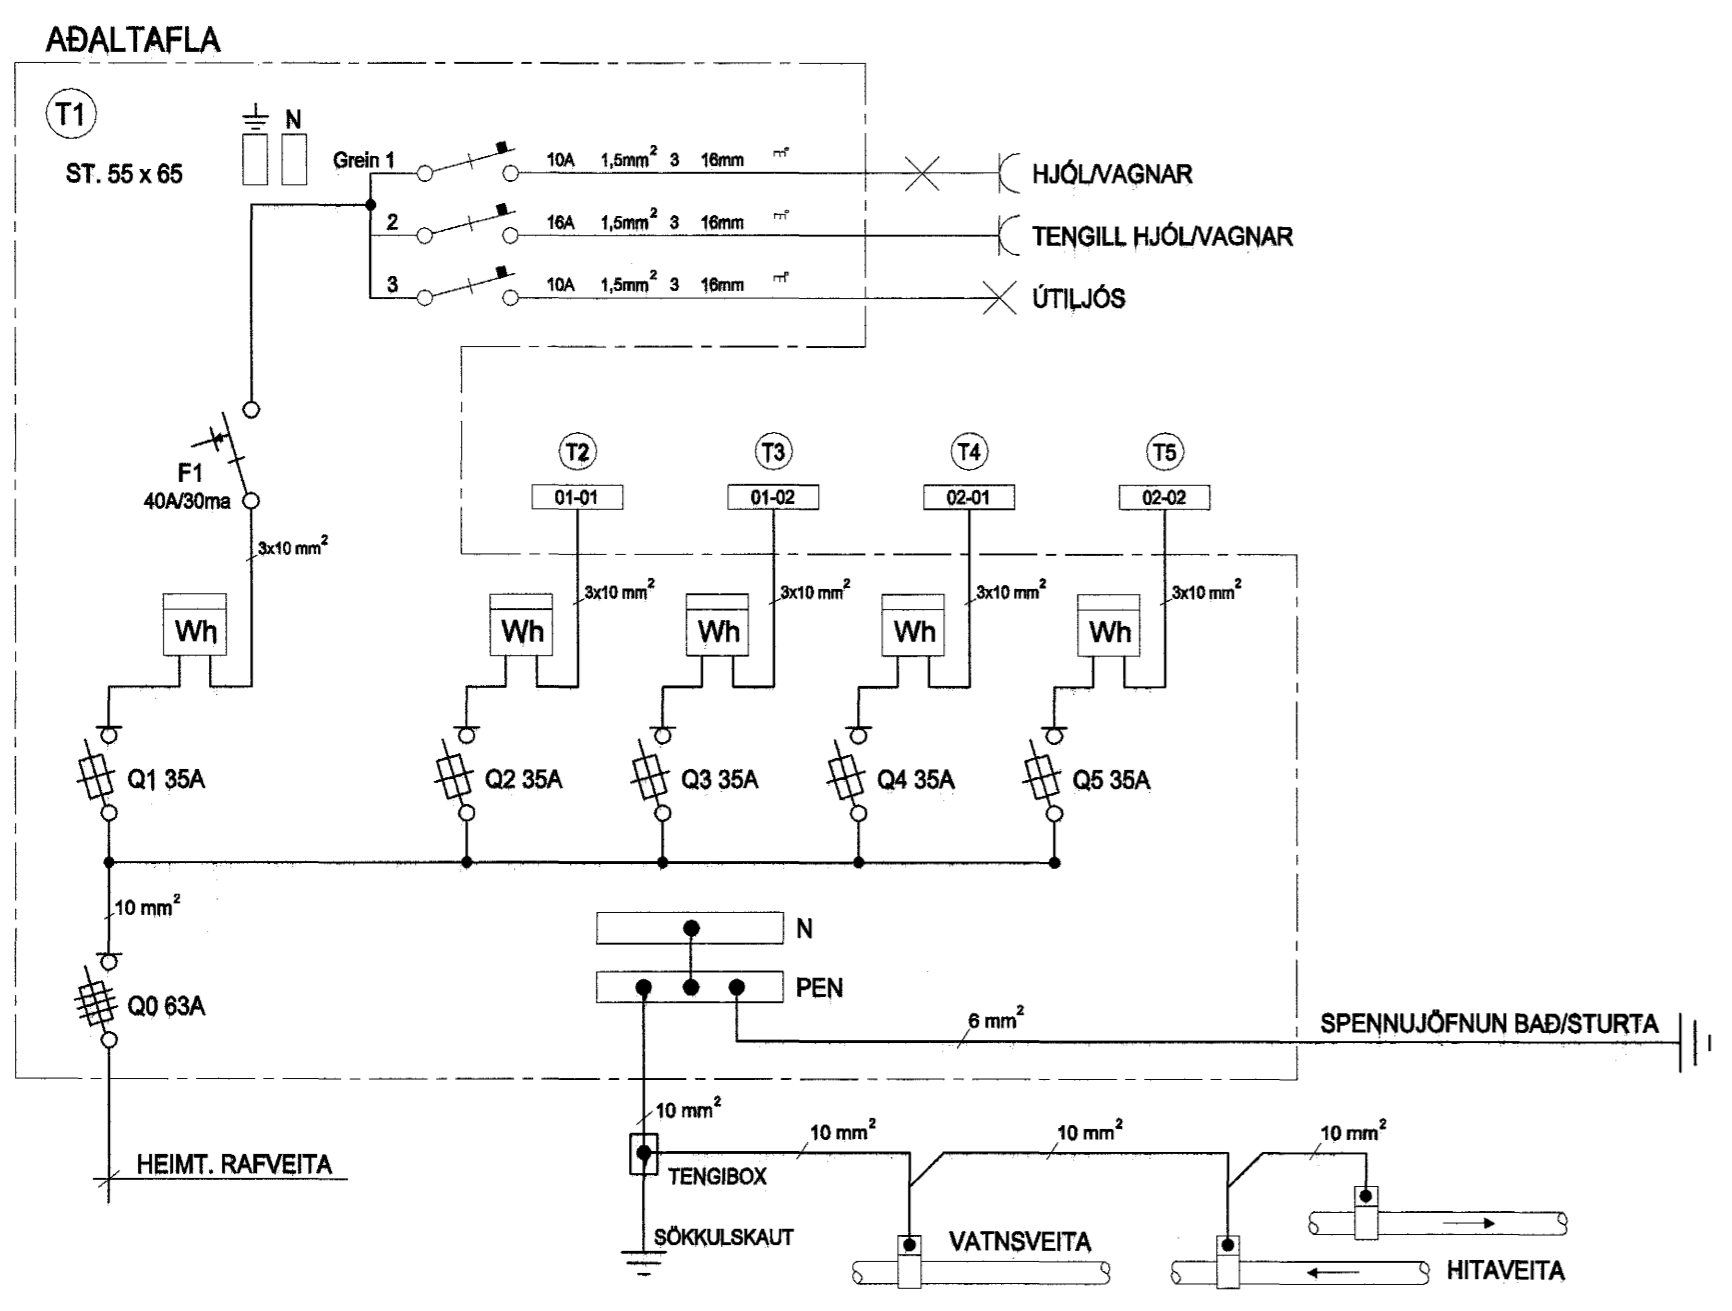 AÐALTAFLA
T1
ST. 55 x 65
N
Grein 1 10A 1,5mm² 3 16mm m² HJÓL/VAGNAR
2 16A 1,5mm² 3 16mm m² TENGILL HJÓL/VAGNAR
3 10A 1,5mm² 3 16mm m² ÚTILJÓS
F1
40A/30ma
3x10 mm²
T2 T3 T4 T5
01-01 01-02 02-01 02-02
3x10 mm² 3x10 mm² 3x10 mm² 3x10 mm²
Wh Wh Wh Wh Wh
Q1 35A Q2 35A Q3 35A Q4 35A Q5 35A
10 mm²
N
PEN
Q0 63A
6 mm²
SPENNUJÖFNUN BAÐ/STURTA
10 mm²
10 mm² 10 mm² 10 mm²
HEIMT. RAFVEITA
TENGIBOX
SÖKKULSKAUT
VATNSVEITA
HITAVEITA